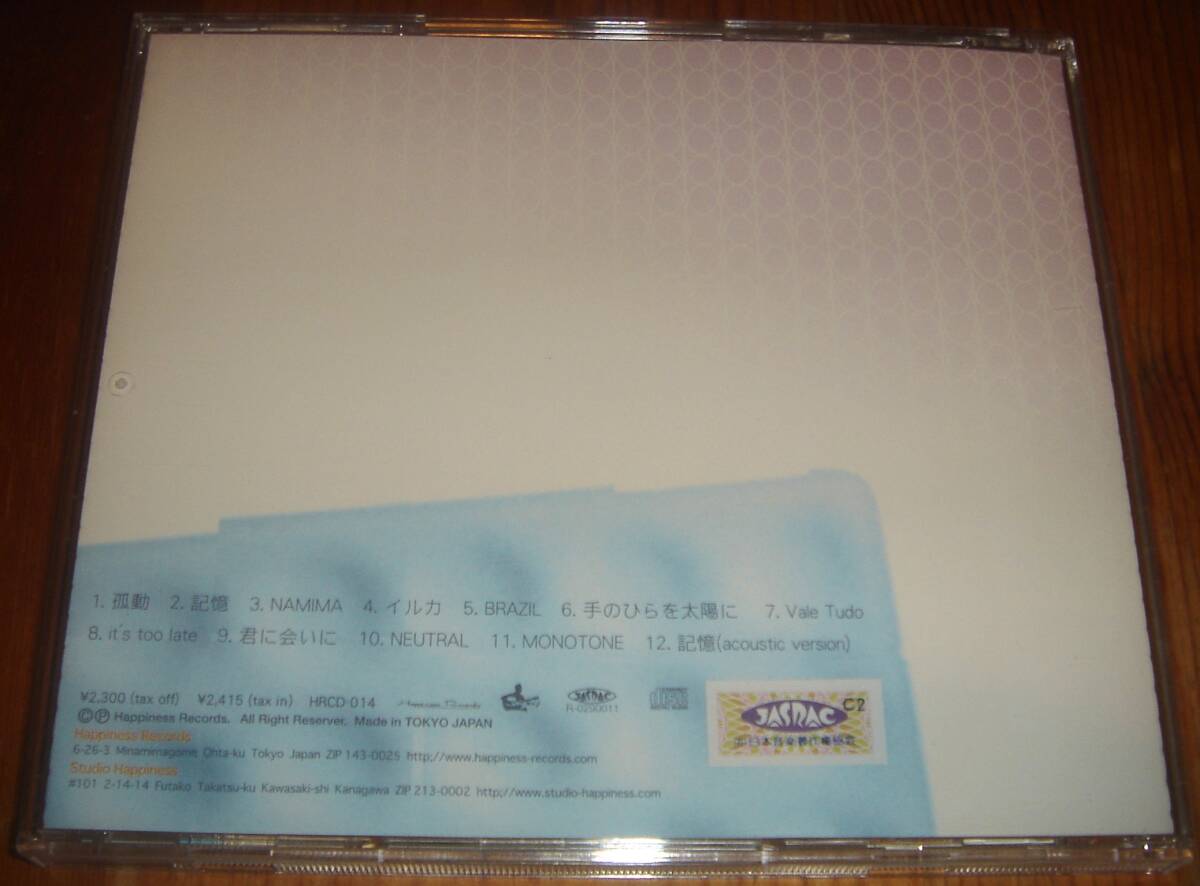 1. 孤動 2. 記憶 3. NAMIMA 4. イルカ 5. BRAZIL 6. 手のひらを太陽に 7. Vale Tudo
8. it's too late 9. 君に会いに 10. NEUTRAL 11. MONOTONE 12. 記憶(acoustic version)
¥2,300 (tax off) ¥2,415 (tax in) HRCD-014 Happiness Records JASRAC R-0290011 disc
©Ⓟ Happiness Records. All Right Reserver. Made in TOKYO JAPAN
Happiness Records
6-26-3 Minamimagome Ohta-ku Tokyo Japan ZIP 143-0025 http;//www.happiness-records.com
Studio Happiness
#101 2-14-14 Futako Takatsu-ku Kawasaki-shi Kanagawa ZIP 213-0002 http;//www.studio-happiness.com
JASRAC C2